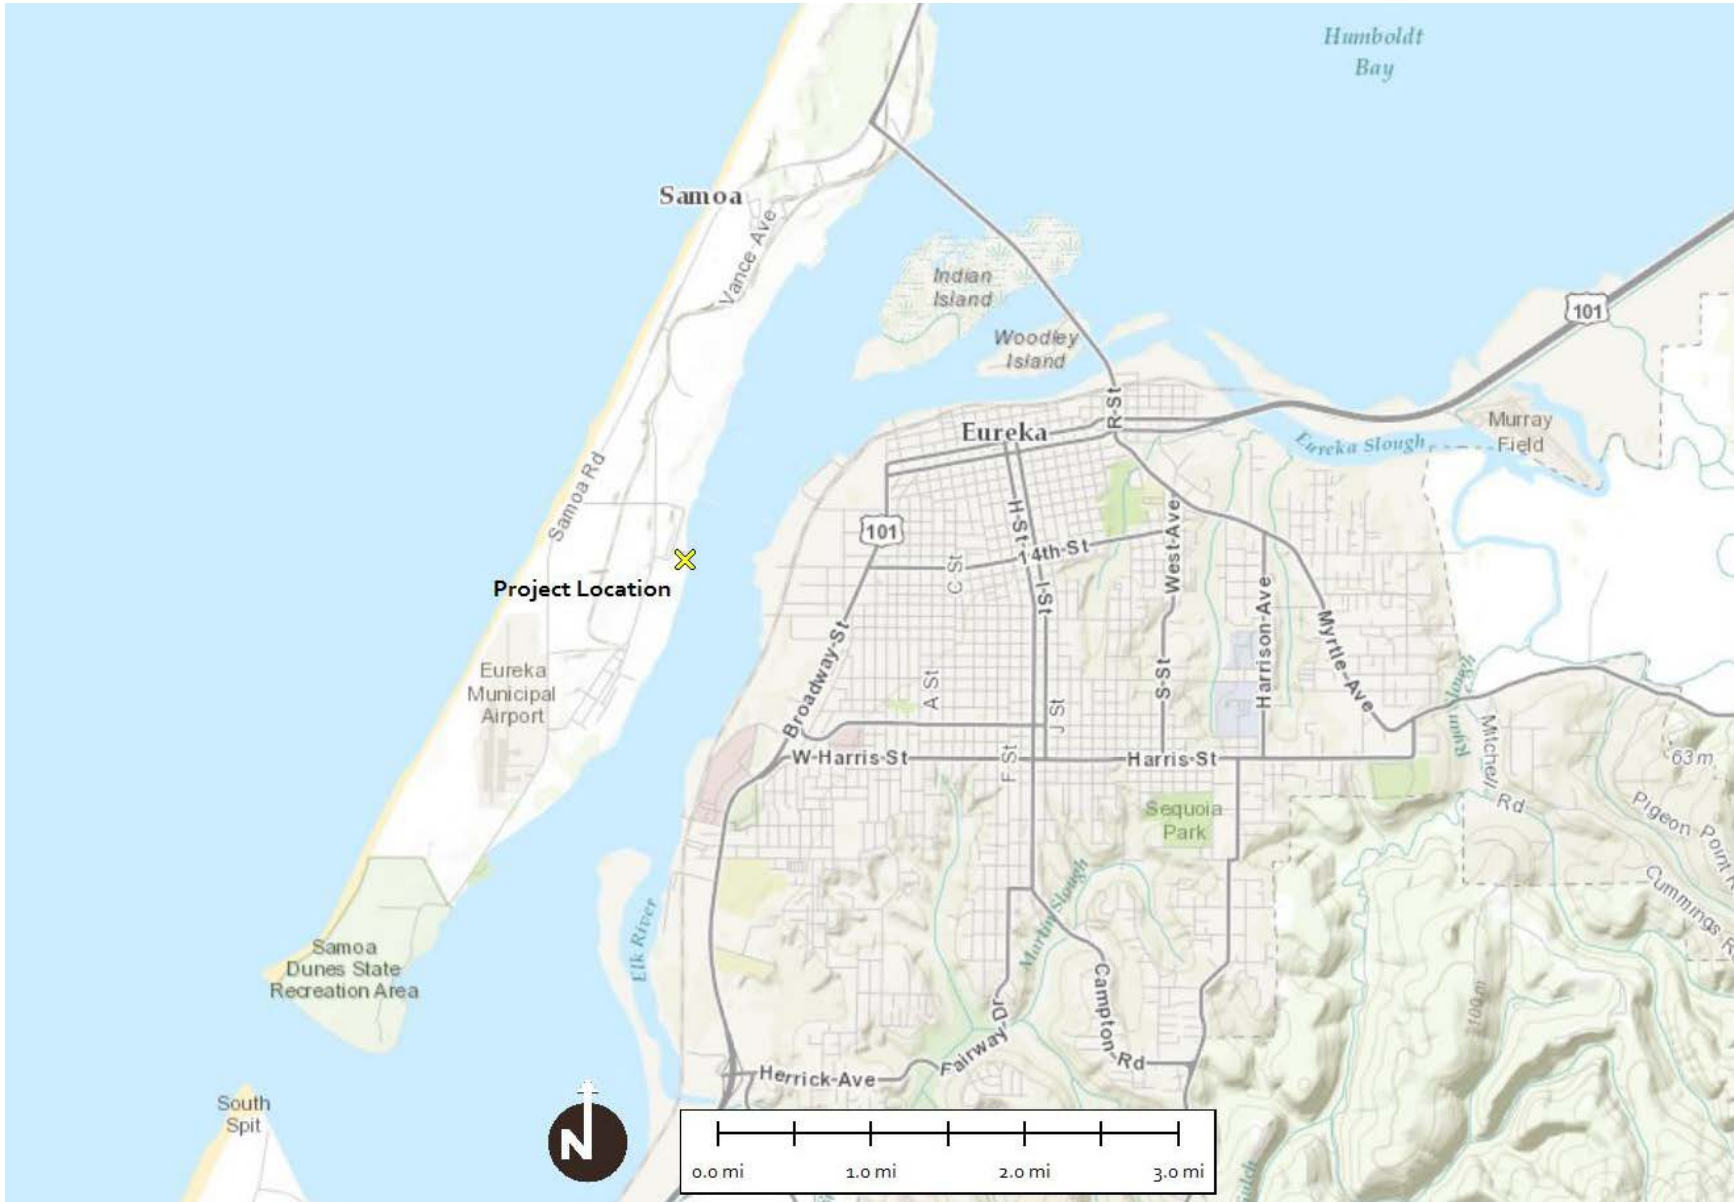 Humboldt
Bay
Samoa
Vance Ave
Indian
Island
Woodley
Island
101
R-St
Murray
Field
Eureka
Eureka Slough
Samoa Rd
101
H-St
14th-St
West-Ave
C St
I-St
Project Location
Harrison-Ave
Myrtle-Ave
Broadway-St
Eureka
Municipal
Airport
A St
S-St
J St
Ryan Slough
Mitchell Rd
W-Harris-St
F St
Harris-St
63 m
Sequoia
Park
Pigeon Point R
Cummings R
Elk River
Martin Slough
Samoa
Dunes State
Recreation Area
Campton-Rd
100 m
Fairway-Dr
Herrick-Ave
South
Spit
N
0.0 mi 1.0 mi 2.0 mi 3.0 mi